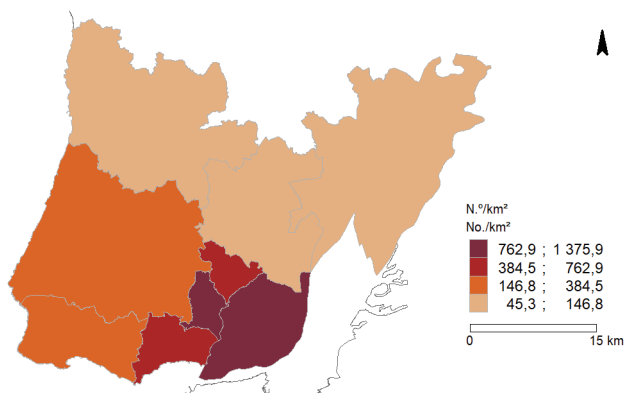 N.º/km²
No./km²
762,9 ; 1 375,9
384,5 ; 762,9
146,8 ; 384,5
45,3 ; 146,8
0 15 km